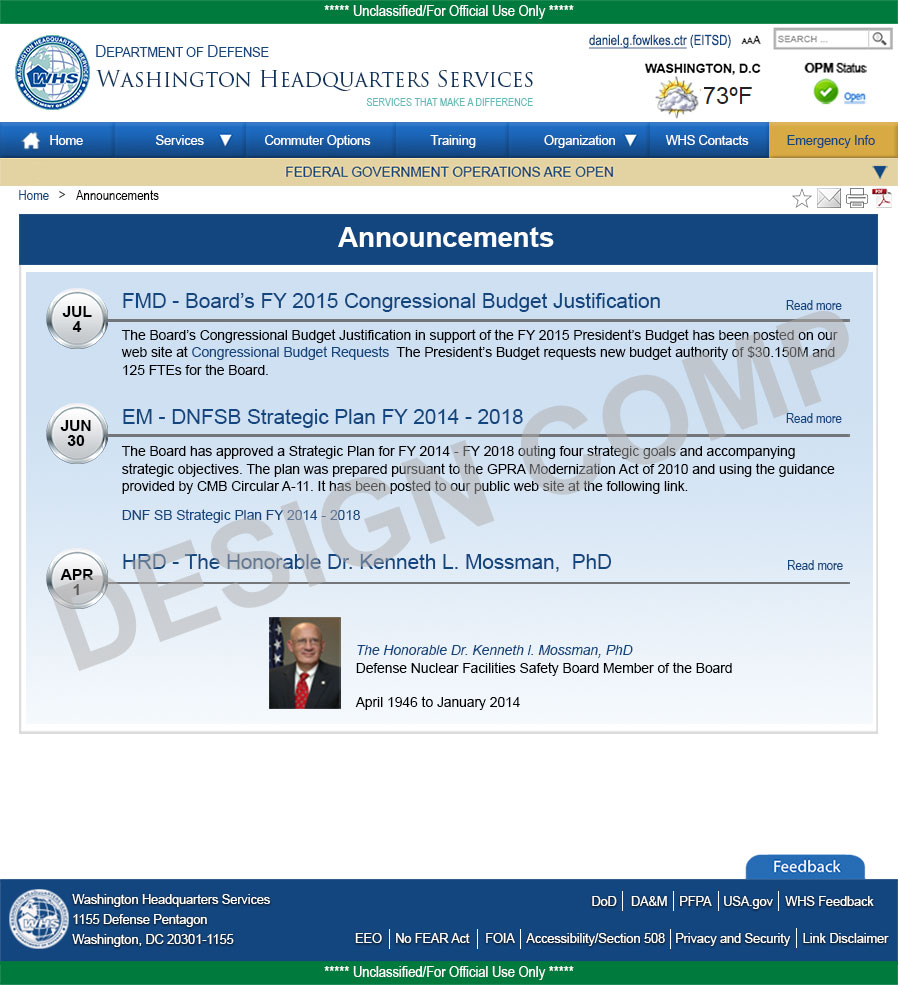 ***** Unclassified/For Official Use Only *****
daniel.g.fowlkes.ctr (EITSD) AAA SEARCH ...
DEPARTMENT OF DEFENSE
WASHINGTON HEADQUARTERS SERVICES
SERVICES THAT MAKE A DIFFERENCE
WHS
WASHINGTON, D.C
73ºF
OPM Status
Open
Home Services ▼ Commuter Options Training Organization ▼ WHS Contacts Emergency Info
FEDERAL GOVERNMENT OPERATIONS ARE OPEN ▼
Home > Announcements
PDF
Announcements
JUL
4
FMD - Board’s FY 2015 Congressional Budget Justification Read more
The Board’s Congressional Budget Justification in support of the FY 2015 President’s Budget has been posted on our
web site at Congressional Budget Requests The President’s Budget requests new budget authority of $30.150M and
125 FTEs for the Board.
JUN
30
EM - DNFSB Strategic Plan FY 2014 - 2018 Read more
The Board has approved a Strategic Plan for FY 2014 - FY 2018 outing four strategic goals and accompanying
strategic objectives. The plan was prepared pursuant to the GPRA Modernization Act of 2010 and using the guidance
provided by CMB Circular A-11. It has been posted to our public web site at the following link.
DNF SB Strategic Plan FY 2014 - 2018
APR
1
HRD - The Honorable Dr. Kenneth L. Mossman, PhD Read more
The Honorable Dr. Kenneth l. Mossman, PhD
Defense Nuclear Facilities Safety Board Member of the Board
April 1946 to January 2014
DESIGN COMP
Feedback
WHS
Washington Headquarters Services
1155 Defense Pentagon
Washington, DC 20301-1155
DoD | DA&M | PFPA | USA.gov | WHS Feedback
EEO | No FEAR Act | FOIA | Accessibility/Section 508 | Privacy and Security | Link Disclaimer
***** Unclassified/For Official Use Only *****